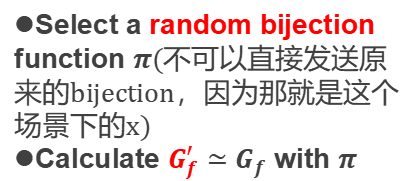 ●Select a random bijection
function π(不可以直接发送原
来的bijection，因为那就是这个
场景下的x)
●Calculate G′f ≃ Gf with π